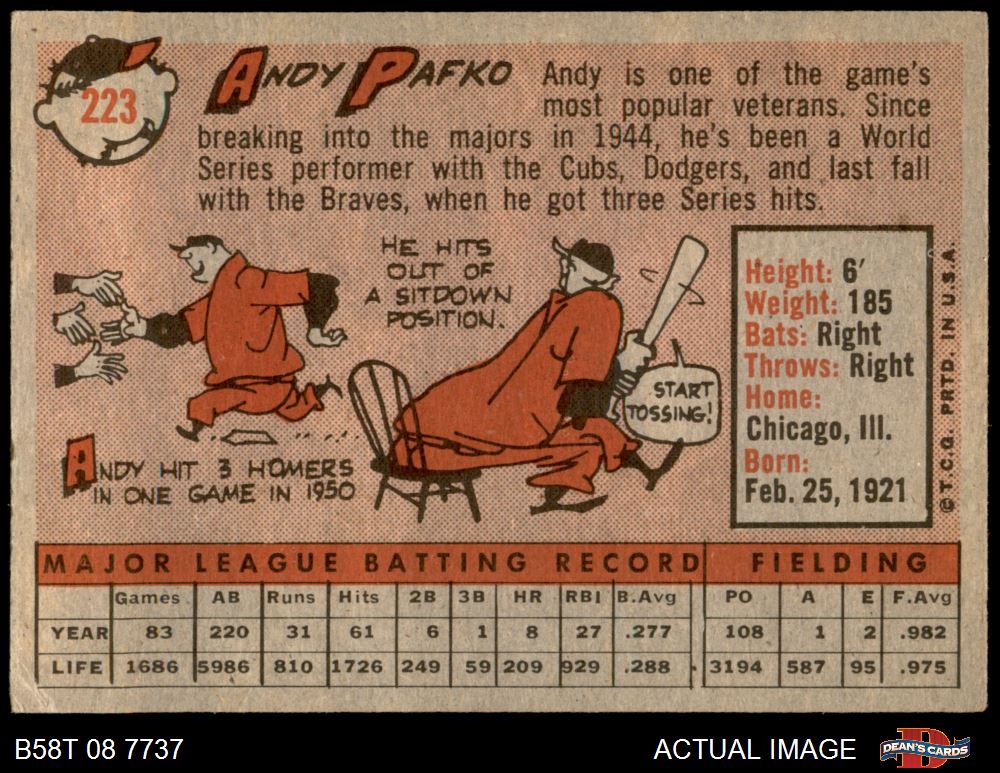 223
ANDY PAFKO
Andy is one of the game's
most popular veterans. Since
breaking into the majors in 1944, he's been a World
Series performer with the Cubs, Dodgers, and last fall
with the Braves, when he got three Series hits.
HE HITS
OUT OF
A SITDOWN
POSITION.
START
TOSSING!
ANDY HIT 3 HOMERS
IN ONE GAME IN 1950
Height: 6'
Weight: 185
Bats: Right
Throws: Right
Home:
Chicago, Ill.
Born:
Feb. 25, 1921
© T.C.G. PRTD. IN U.S.A.
MAJOR LEAGUE BATTING RECORD FIELDING
Games AB Runs Hits 2B 3B HR RBI B.Avg PO A E F.Avg
YEAR 83 220 31 61 6 1 8 27 .277 108 1 2 .982
LIFE 1686 5986 810 1726 249 59 209 929 .288 3194 587 95 .975
B58T 08 7737 ACTUAL IMAGE DEAN'S CARDS